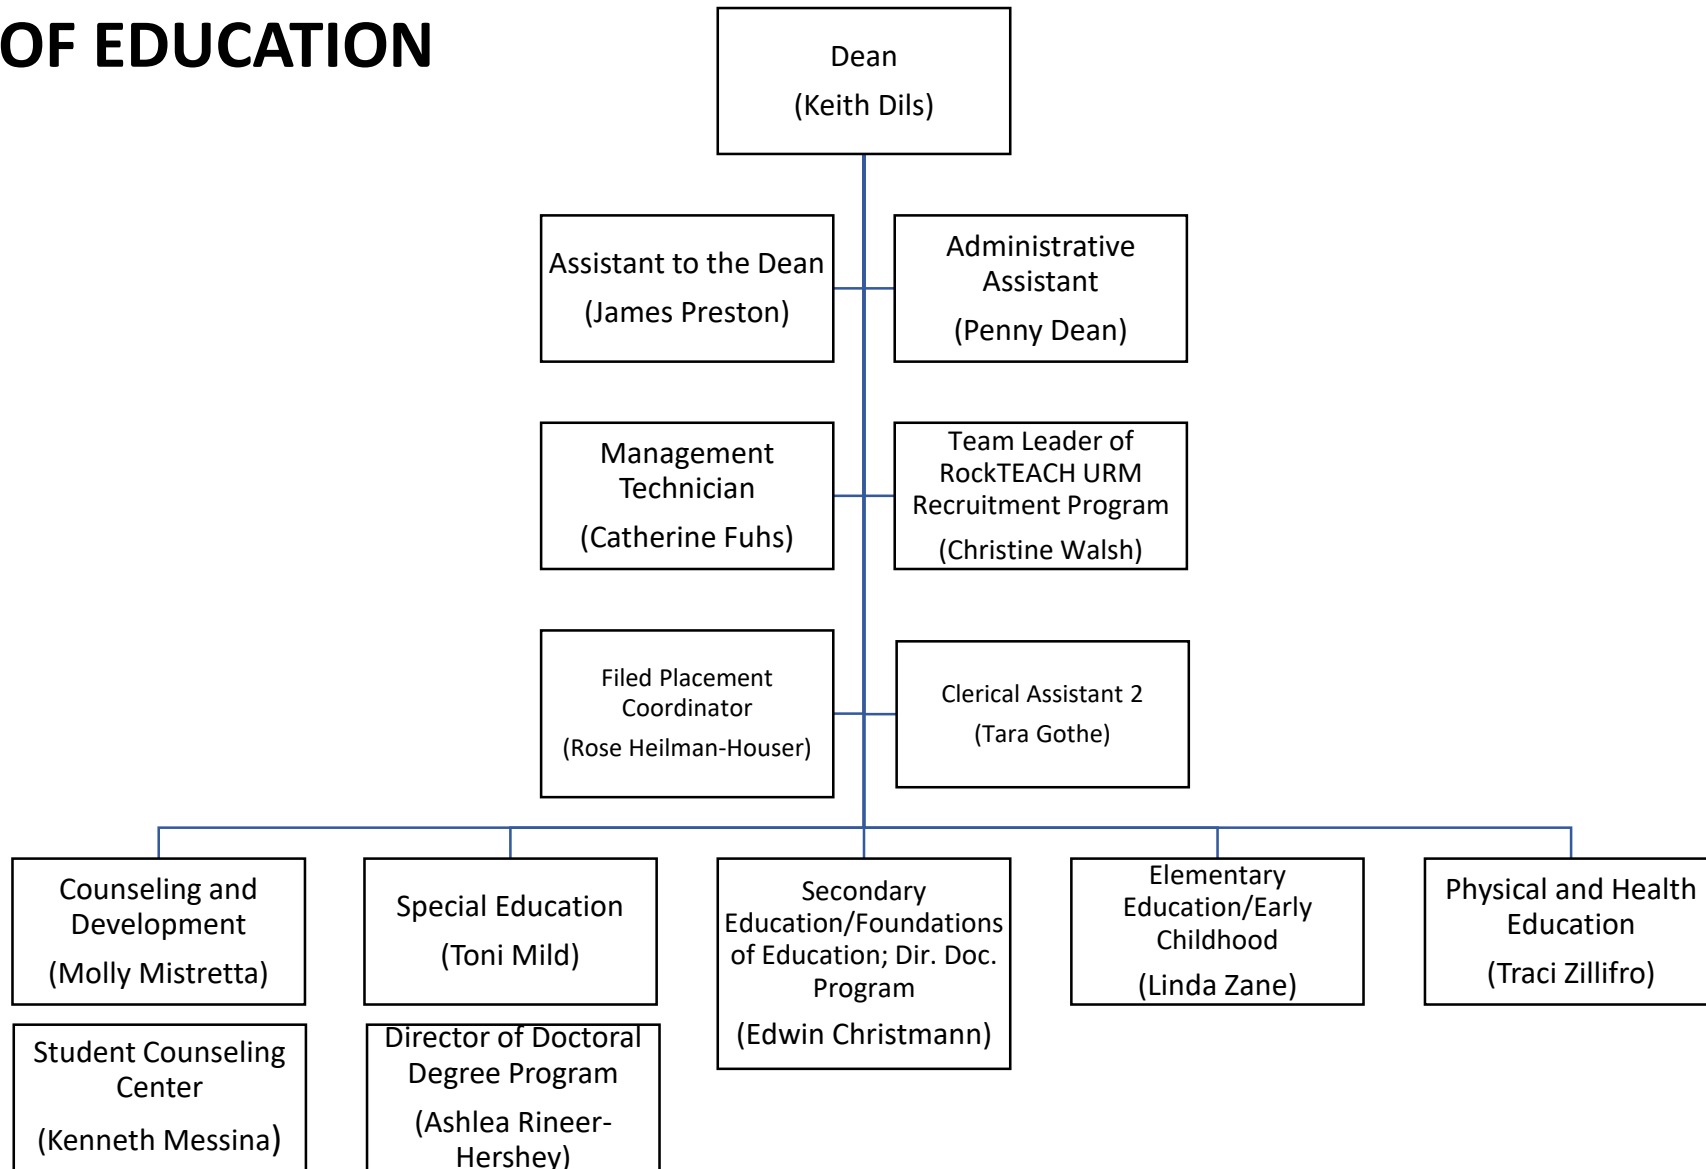 OF EDUCATION
Dean
(Keith Dils)
Assistant to the Dean
(James Preston)
Administrative
Assistant
(Penny Dean)
Management
Technician
(Catherine Fuhs)
Team Leader of
RockTEACH URM
Recruitment Program
(Christine Walsh)
Filed Placement
Coordinator
(Rose Heilman-Houser)
Clerical Assistant 2
(Tara Gothe)
Counseling and
Development
(Molly Mistretta)
Special Education
(Toni Mild)
Secondary
Education/Foundations
of Education; Dir. Doc.
Program
(Edwin Christmann)
Elementary
Education/Early
Childhood
(Linda Zane)
Physical and Health
Education
(Traci Zillifro)
Student Counseling
Center
(Kenneth Messina)
Director of Doctoral
Degree Program
(Ashlea Rineer-
Hershey)